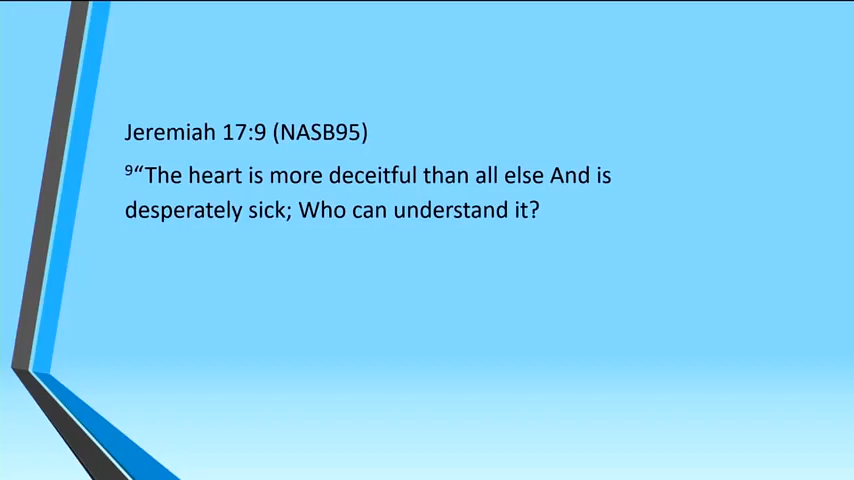 Jeremiah 17:9 (NASB95)
⁹“The heart is more deceitful than all else And is
desperately sick; Who can understand it?